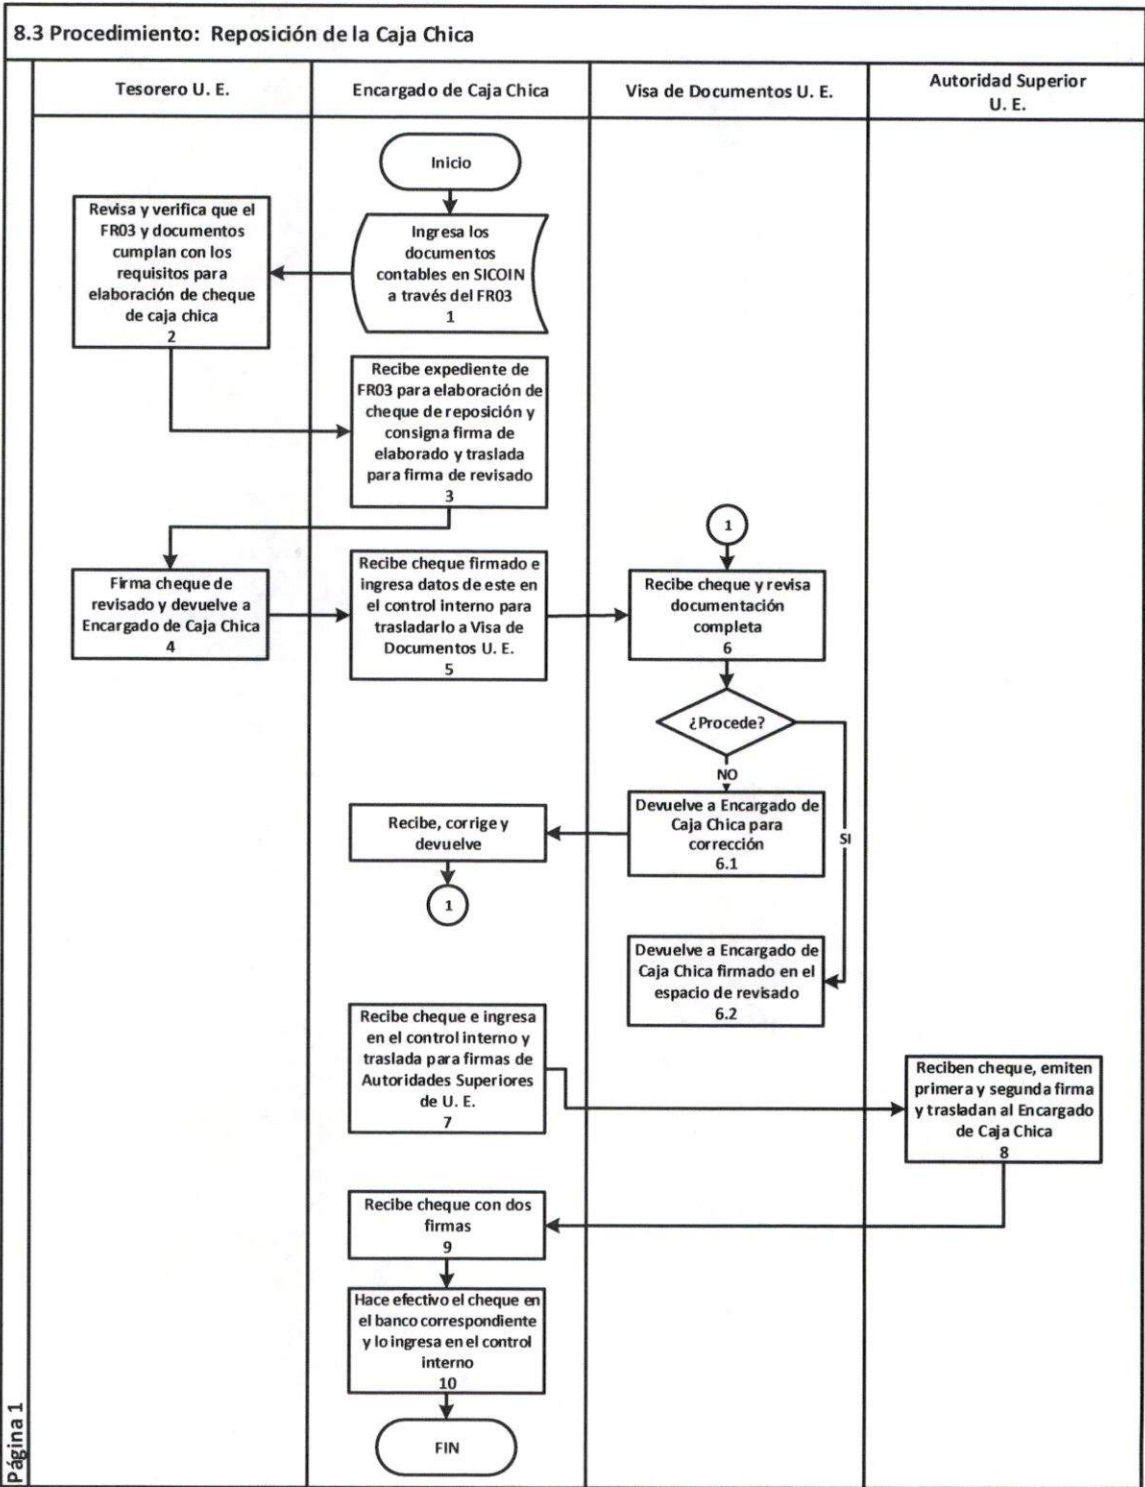 8.3 Procedimiento: Reposición de la Caja Chica
Tesorero U. E.
Encargado de Caja Chica
Visa de Documentos U. E.
Autoridad Superior
U. E.
Inicio
Ingresa los
documentos
contables en SICOIN
a través del FR03
1
Revisa y verifica que el
FR03 y documentos
cumplan con los
requisitos para
elaboración de cheque
de caja chica
2
Recibe expediente de
FR03 para elaboración de
cheque de reposición y
consigna firma de
elaborado y traslada
para firma de revisado
3
Firma cheque de
revisado y devuelve a
Encargado de Caja Chica
4
Recibe cheque firmado e
ingresa datos de este en
el control interno para
trasladarlo a Visa de
Documentos U. E.
5
1
Recibe cheque y revisa
documentación
completa
6
¿Procede?
NO
SI
Devuelve a Encargado de
Caja Chica para
corrección
6.1
Recibe, corrige y
devuelve
1
Devuelve a Encargado de
Caja Chica firmado en el
espacio de revisado
6.2
Recibe cheque e ingresa
en el control interno y
traslada para firmas de
Autoridades Superiores
de U. E.
7
Reciben cheque, emiten
primera y segunda firma
y trasladan al Encargado
de Caja Chica
8
Recibe cheque con dos
firmas
9
Hace efectivo el cheque en
el banco correspondiente
y lo ingresa en el control
interno
10
FIN
Página 1